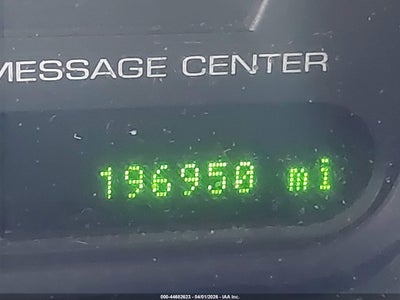 MESSAGE CENTER
196950 mi
000-44682623 - 04/01/2026 - IAA Inc.